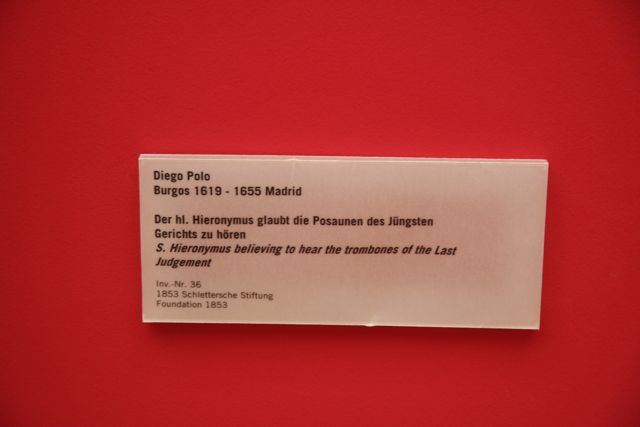 Diego Polo
Burgos 1619 - 1655 Madrid
Der hl. Hieronymus glaubt die Posaunen des Jüngsten
Gerichts zu hören
S. Hieronymus believing to hear the trombones of the Last
Judgement
Inv.-Nr. 36
1853 Schlettersche Stiftung
Foundation 1853